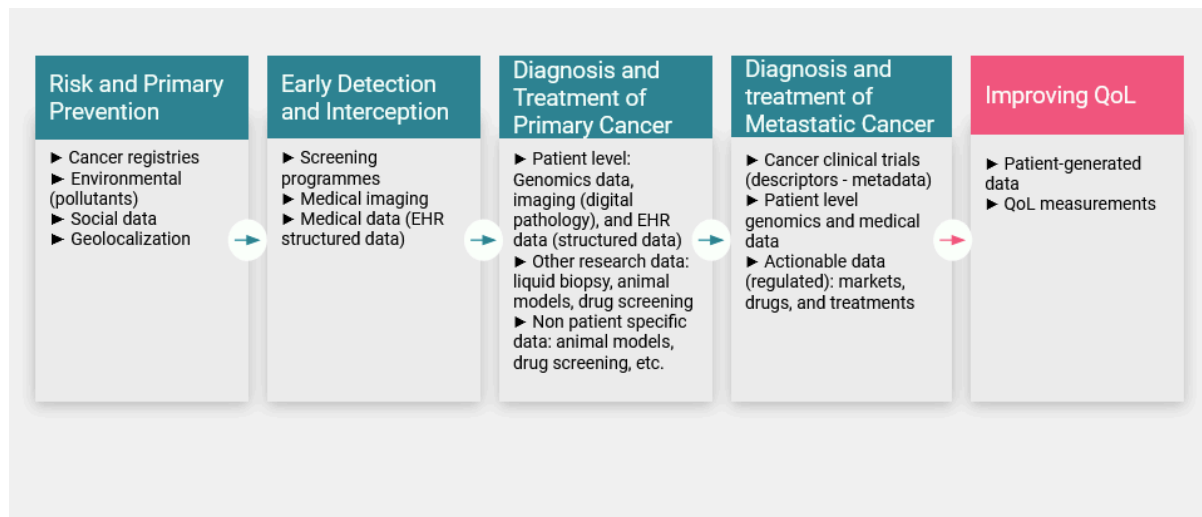 Risk and Primary
Prevention
► Cancer registries
► Environmental
(pollutants)
► Social data
► Geolocalization
Early Detection
and Interception
► Screening
programmes
► Medical imaging
► Medical data (EHR
structured data)
Diagnosis and
Treatment of
Primary Cancer
► Patient level:
Genomics data,
imaging (digital
pathology), and EHR
data (structured data)
► Other research data:
liquid biopsy, animal
models, drug screening
► Non patient specific
data: animal models,
drug screening, etc.
Diagnosis and
treatment of
Metastatic Cancer
► Cancer clinical trials
(descriptors - metadata)
► Patient level
genomics and medical
data
► Actionable data
(regulated): markets,
drugs, and treatments
Improving QoL
► Patient-generated
data
► QoL measurements